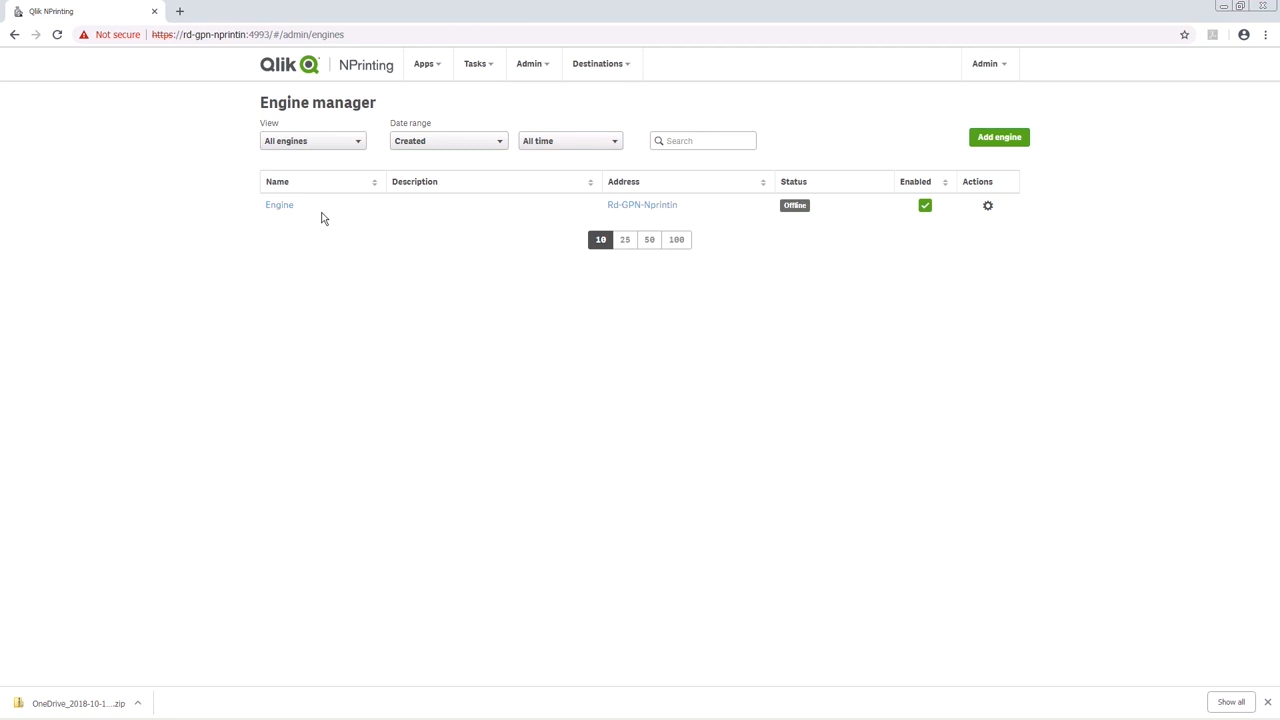 Qlik NPrinting
Not secure | https://rd-gpn-nprintin:4993/#/admin/engines
Qlik NPrinting Apps Tasks Admin Destinations Admin
Engine manager
View Date range
All engines Created All time Search Add engine
Name Description Address Status Enabled Actions
Engine Rd-GPN-Nprintin Offline
10 25 50 100
OneDrive_2018-10-1....zip Show all